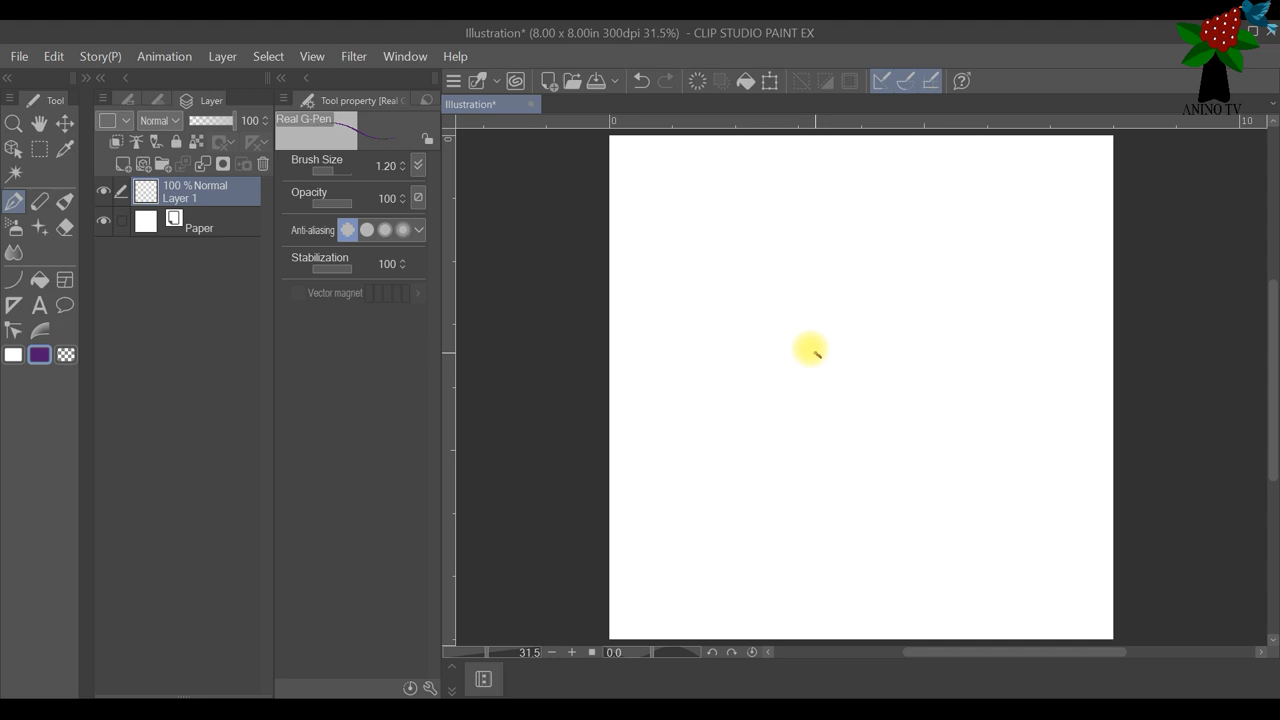 Illustration* (8.00 x 8.00in 300dpi 31.5%) - CLIP STUDIO PAINT EX
File Edit Story(P) Animation Layer Select View Filter Window Help
ANINO TV
Tool
Layer
Tool property [Real G
Illustration*
Normal 100
Real G-Pen
0 10
0
Brush Size 1.20
100 % Normal
Layer 1
Opacity 100
Paper
Anti-aliasing
Stabilization 100
Vector magnet
31.5 0.0